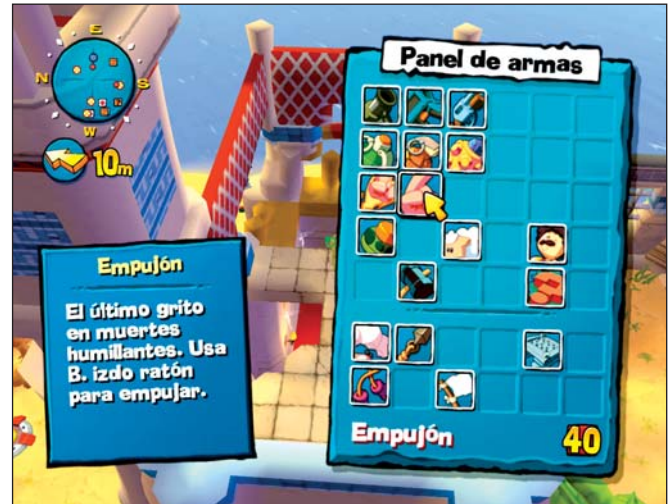 E
N
S
W
10m
Panel de armas
Empujón
El último grito
en muertes
humillantes. Usa
B. izdo ratón
para empujar.
Empujón
40